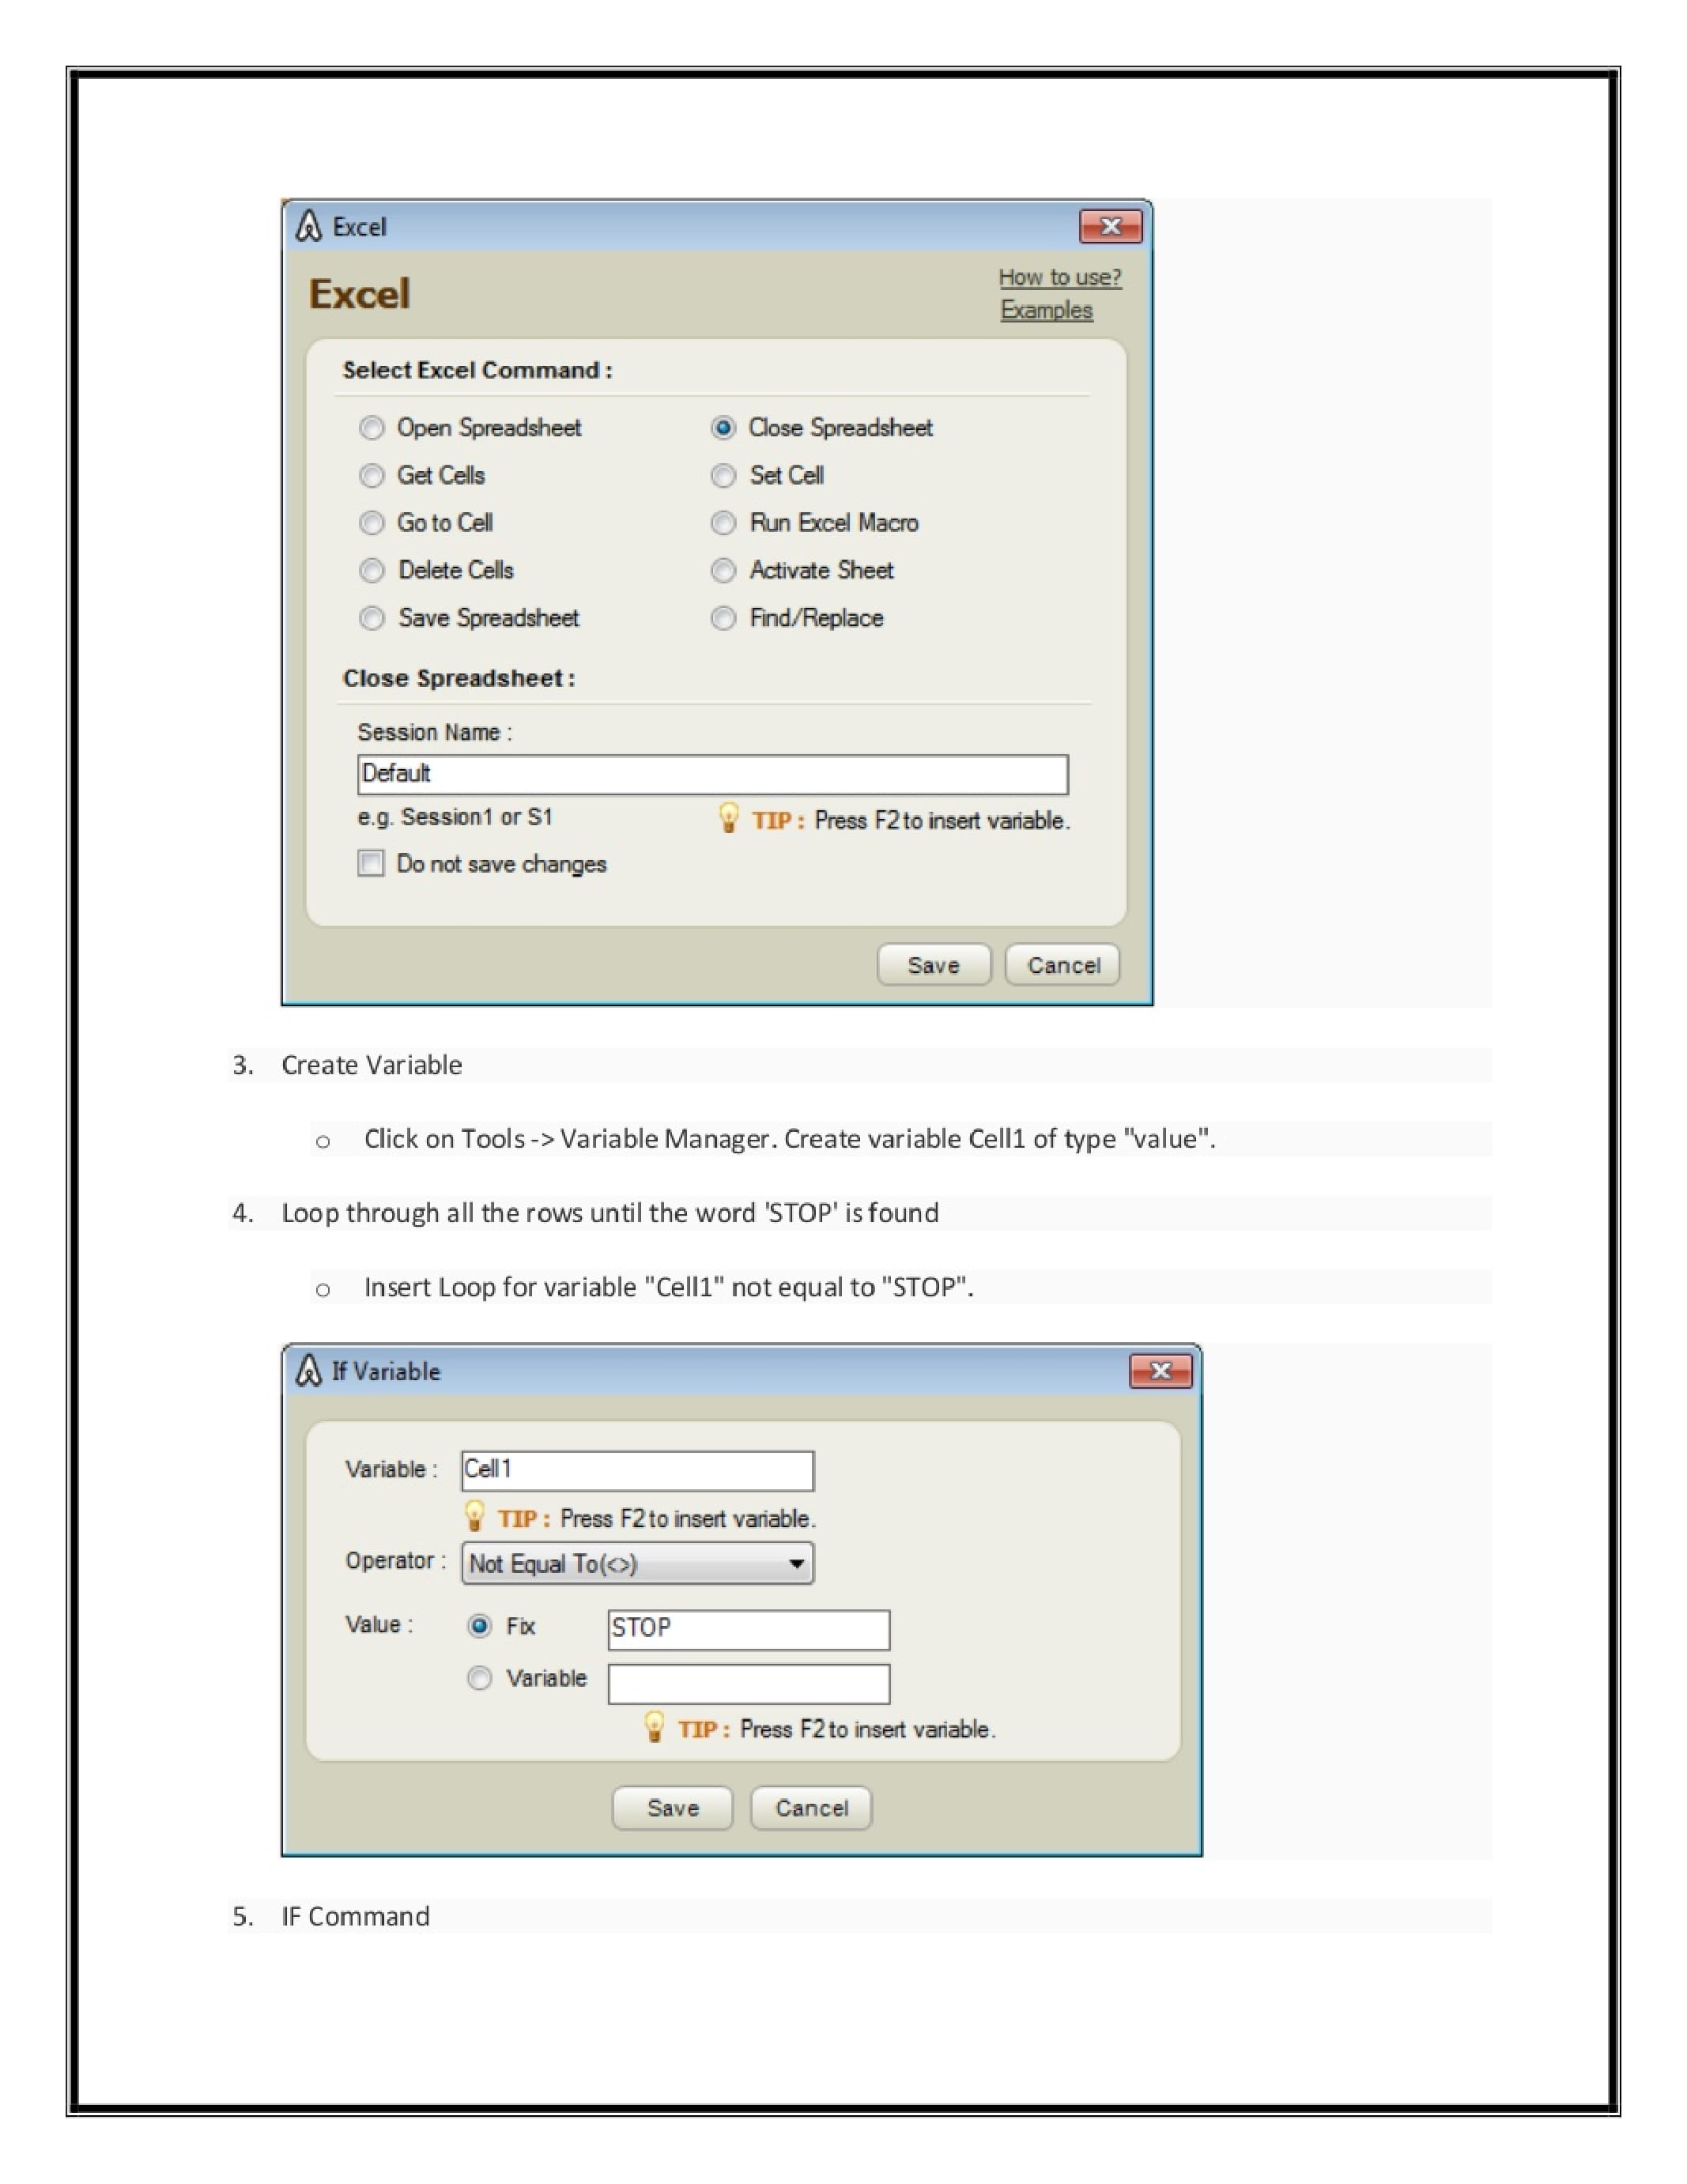 Excel
Excel
How to use?
Examples
Select Excel Command :
Open Spreadsheet
Close Spreadsheet
Get Cells
Set Cell
Go to Cell
Run Excel Macro
Delete Cells
Activate Sheet
Save Spreadsheet
Find/Replace
Close Spreadsheet :
Session Name :
Default
e.g. Session1 or S1
TIP : Press F2 to insert variable.
Do not save changes
Save Cancel
3. Create Variable
o Click on Tools -> Variable Manager. Create variable Cell1 of type "value".
4. Loop through all the rows until the word 'STOP' is found
o Insert Loop for variable "Cell1" not equal to "STOP".
If Variable
Variable : Cell1
TIP : Press F2 to insert variable.
Operator : Not Equal To(<>)
Value : Fix STOP
Variable
TIP : Press F2 to insert variable.
Save Cancel
5. IF Command